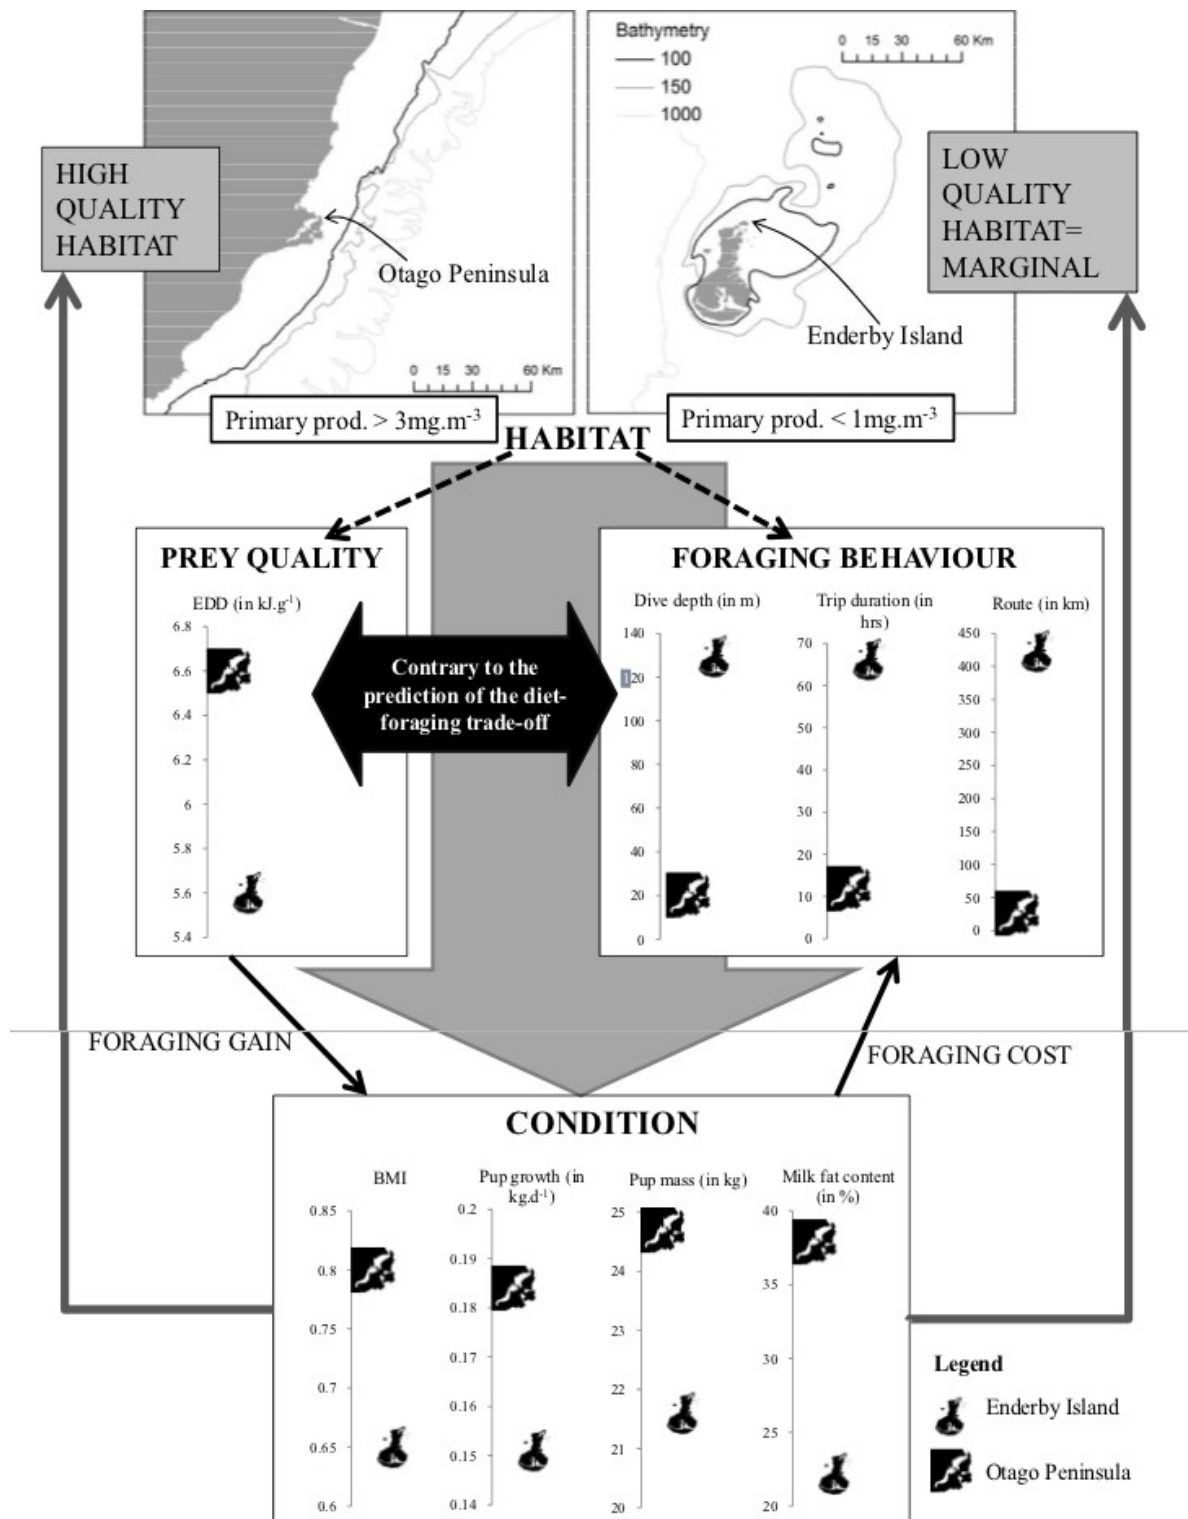 Bathymetry
100
150
1000
0 15 30 60 Km
HIGH
QUALITY
HABITAT
LOW
QUALITY
HABITAT=
MARGINAL
Otago Peninsula
Enderby Island
0 15 30 60 Km
Primary prod. > 3mg.m-3
Primary prod. < 1mg.m-3
HABITAT
PREY QUALITY
EDD (in kJ.g-1)
6.8
6.6
6.4
6.2
6
5.8
5.6
5.4
Contrary to the
prediction of the diet-
foraging trade-off
FORAGING BEHAVIOUR
Dive depth (in m)
140
120
100
80
60
40
20
0
Trip duration (in
hrs)
70
60
50
40
30
20
10
0
Route (in km)
450
400
350
300
250
200
150
100
50
0
FORAGING GAIN
FORAGING COST
CONDITION
BMI
0.85
0.8
0.75
0.7
0.65
0.6
Pup growth (in
kg.d-1)
0.2
0.19
0.18
0.17
0.16
0.15
0.14
Pup mass (in kg)
25
24
23
22
21
20
Milk fat content
(in %)
40
35
30
25
20
Legend
Enderby Island
Otago Peninsula